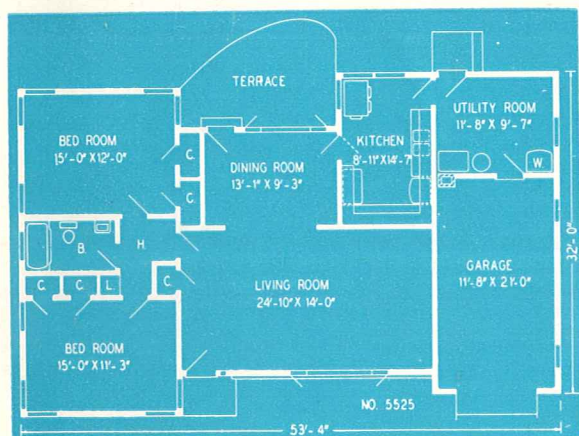 TERRACE
BED ROOM
15'-0" X 12'-0"
C.
C.
DINING ROOM
13'-1" X 9'-3"
KITCHEN
8'-11" X 14'-7"
UTILITY ROOM
11'-8" X 9'-7"
W.
B.
H.
C.
C.
L.
C.
LIVING ROOM
24'-10" X 14'-0"
GARAGE
11'-8" X 21'-0"
32'-0"
BED ROOM
15'-0" X 11'-3"
NO. 5525
53'-4"